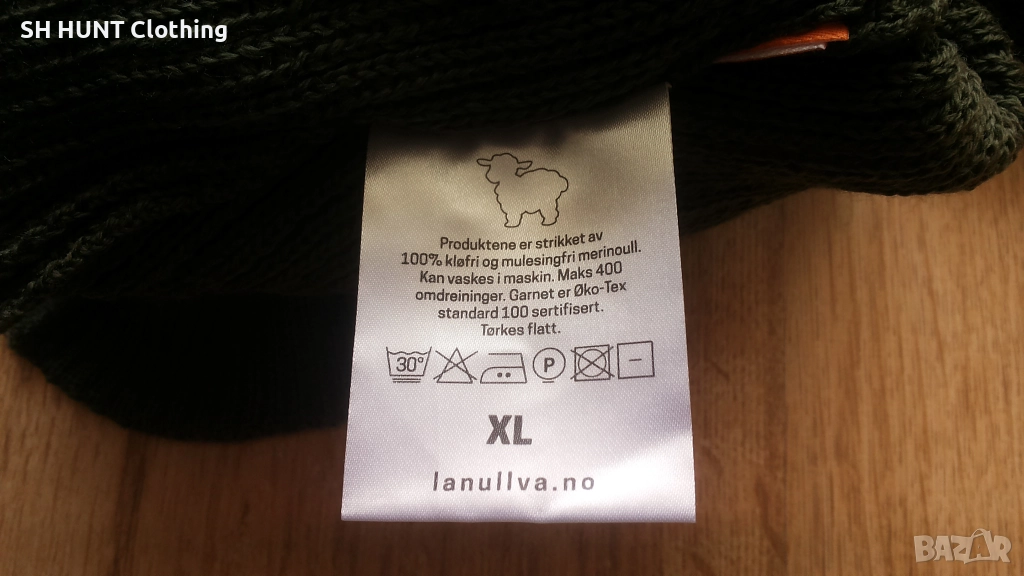 SH HUNT Clothing
Produktene er strikket av
100% kløfri og mulesingfri merinoull.
Kan vaskes i maskin. Maks 400
omdreininger. Garnet er Øko-Tex
standard 100 sertifisert.
Tørkes flatt.
30° P
XL
lanullva.no
BAZAR